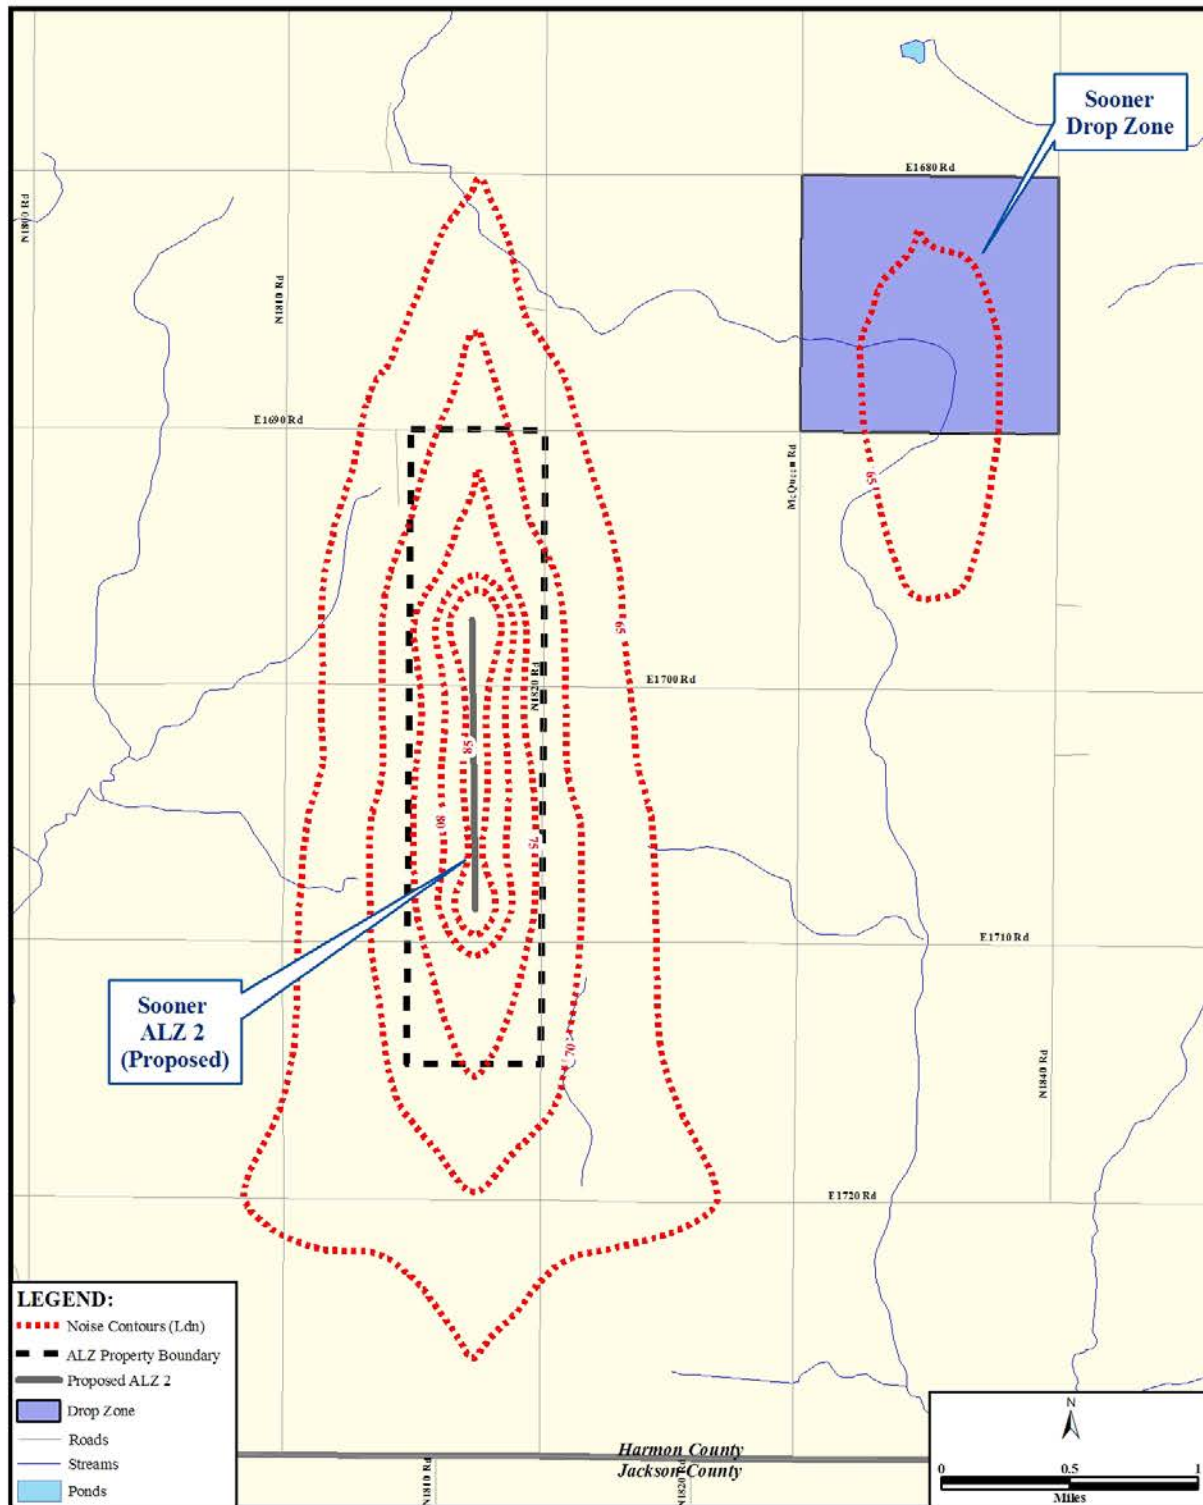 Sooner
Drop Zone
E1680 Rd
N1800 Rd
N1810 Rd
E1690 Rd
McQueen Rd
65
65
E1700 Rd
N1820 Rd
85
80
75
E1710 Rd
Sooner
ALZ 2
(Proposed)
70
N1840 Rd
E1720 Rd
LEGEND:
Noise Contours (Ldn)
ALZ Property Boundary
Proposed ALZ 2
Drop Zone
Roads
Streams
Ponds
Harmon County
Jackson County
N1810 Rd
N1820 Rd
N
0 0.5 1
Miles